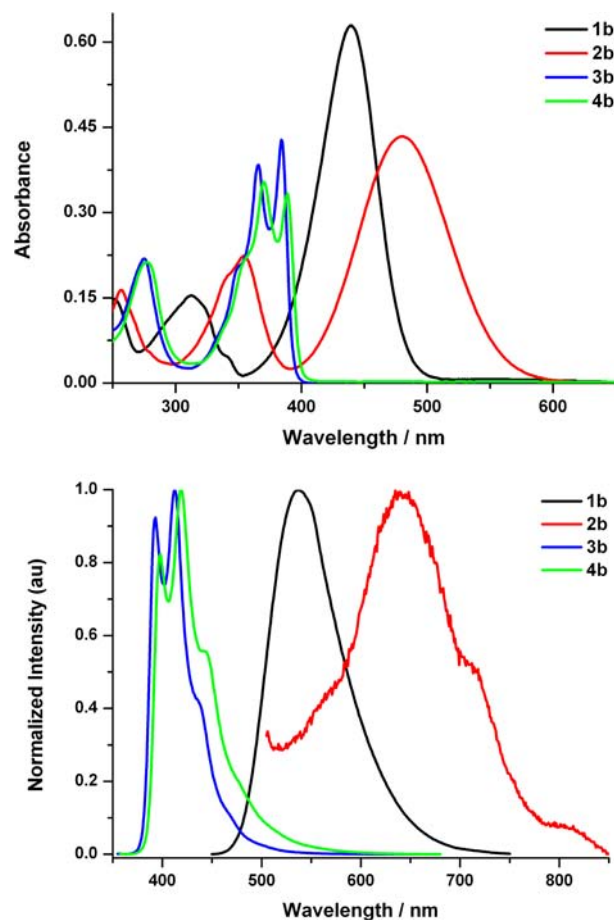 0.60
0.45
0.30
0.15
0.00
Absorbance
300
400
500
600
Wavelength / nm
1b
2b
3b
4b
1.0
0.8
0.6
0.4
0.2
0.0
Normalized Intensity (au)
400
500
600
700
800
Wavelength / nm
1b
2b
3b
4b